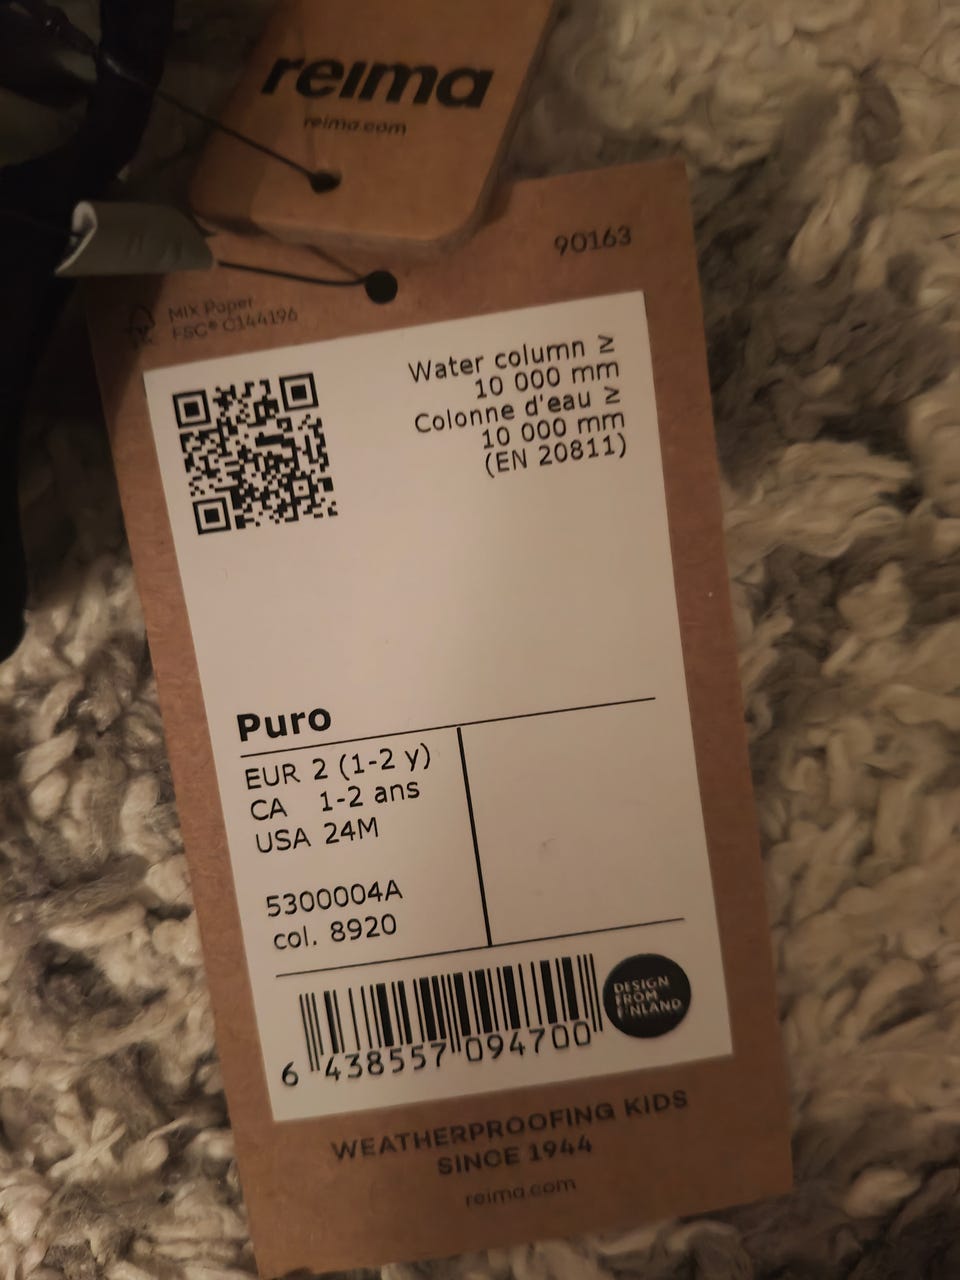 reima
reima.com
90163
MIX Paper
FSC® C144196
Water column ≥
10 000 mm
Colonne d'eau ≥
10 000 mm
(EN 20811)
Puro
EUR 2 (1-2 y)
CA 1-2 ans
USA 24M
5300004A
col. 8920
6 438557 094700
DESIGN
FROM
FINLAND
WEATHERPROOFING KIDS
SINCE 1944
reima.com